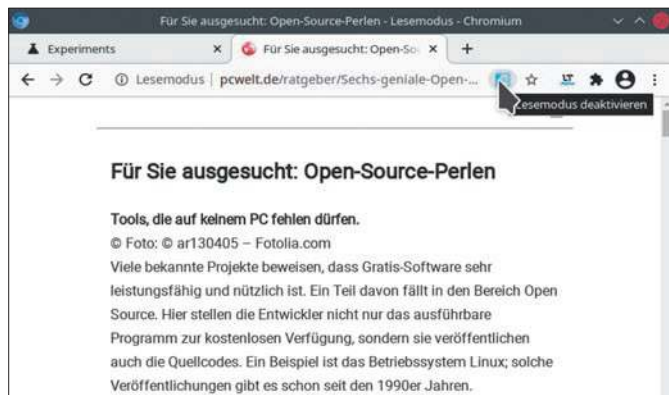 Für Sie ausgesucht: Open-Source-Perlen - Lesemodus - Chromium
Experiments
Für Sie ausgesucht: Open-So
Lesemodus | pcwelt.de/ratgeber/Sechs-geniale-Open-...
LT
Lesemodus deaktivieren
Für Sie ausgesucht: Open-Source-Perlen
Tools, die auf keinem PC fehlen dürfen.
© Foto: © ar130405 – Fotolia.com
Viele bekannte Projekte beweisen, dass Gratis-Software sehr
leistungsfähig und nützlich ist. Ein Teil davon fällt in den Bereich Open
Source. Hier stellen die Entwickler nicht nur das ausführbare
Programm zur kostenlosen Verfügung, sondern sie veröffentlichen
auch die Quellcodes. Ein Beispiel ist das Betriebssystem Linux; solche
Veröffentlichungen gibt es schon seit den 1990er Jahren.